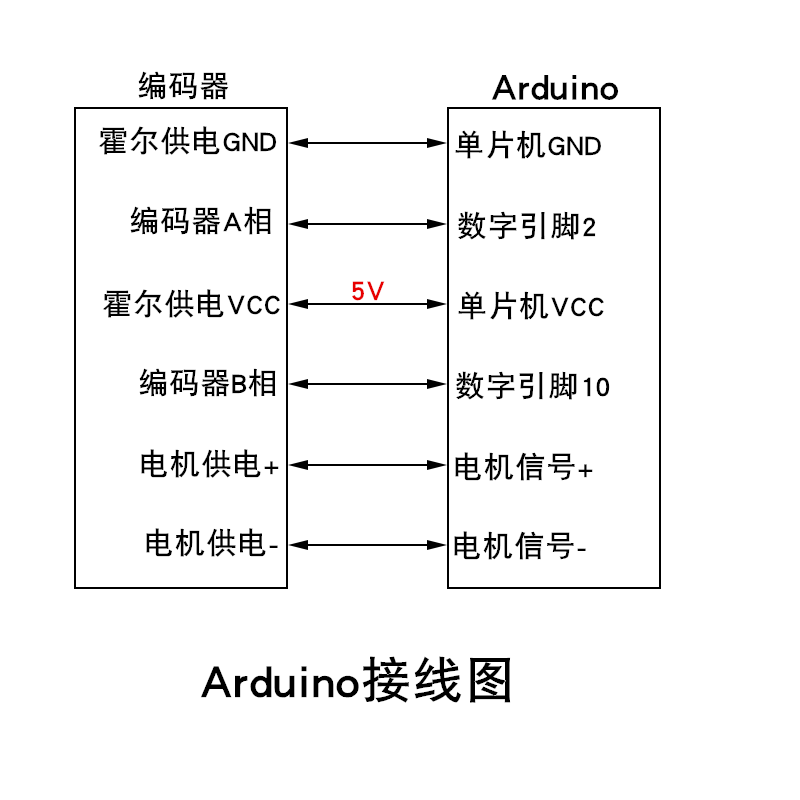 编码器
Arduino
霍尔供电GND
单片机GND
编码器A相
数字引脚2
霍尔供电VCC
5V
单片机VCC
编码器B相
数字引脚10
电机供电+
电机信号+
电机供电-
电机信号-
Arduino接线图